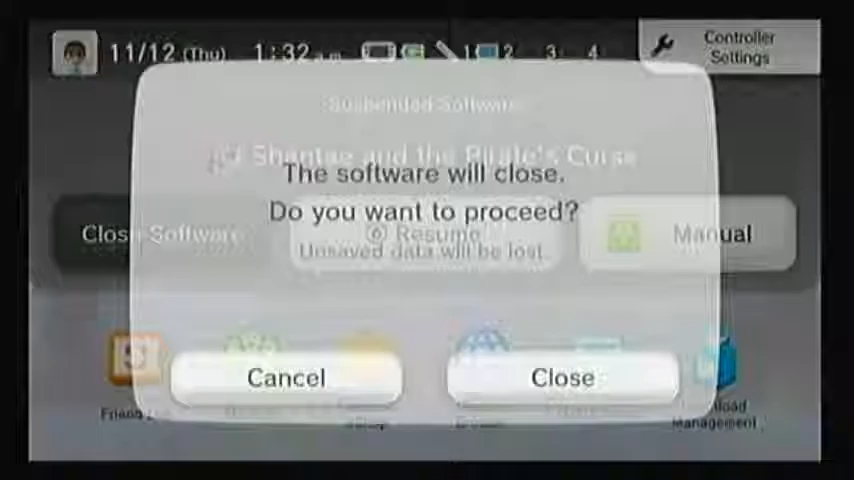 11/12 (Thu) 1:32 a.m. 1 2 3 4
Controller
Settings
Suspended Software
Shantae and the Pirate's Curse
The software will close.
Do you want to proceed?
Close Software
Resume
Manual
Unsaved data will be lost.
Cancel
Close
Friend
Management